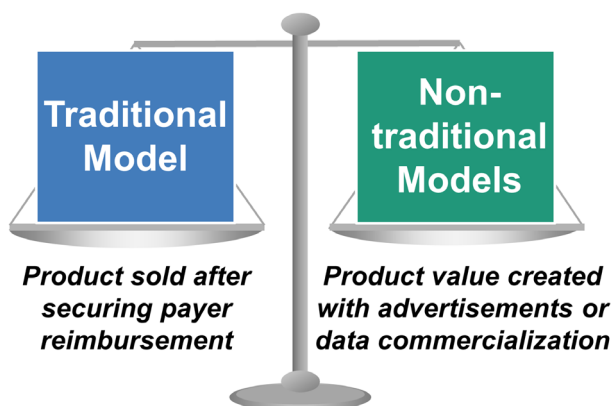 Traditional
Model
Non-
traditional
Models
Product sold after
securing payer
reimbursement
Product value created
with advertisements or
data commercialization